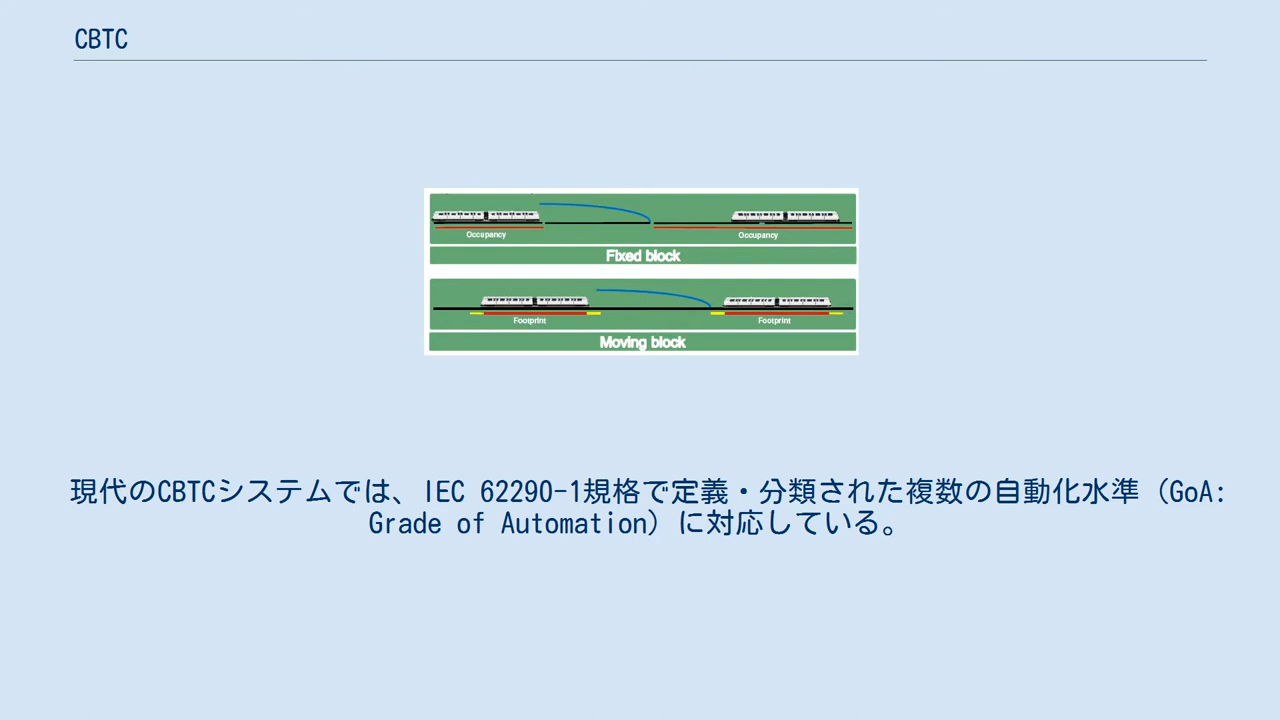 CBTC
Occupancy
Occupancy
Fixed block
Footprint
Footprint
Moving block
現代のCBTCシステムでは、IEC 62290-1規格で定義・分類された複数の自動化水準（GoA:
Grade of Automation）に対応している。